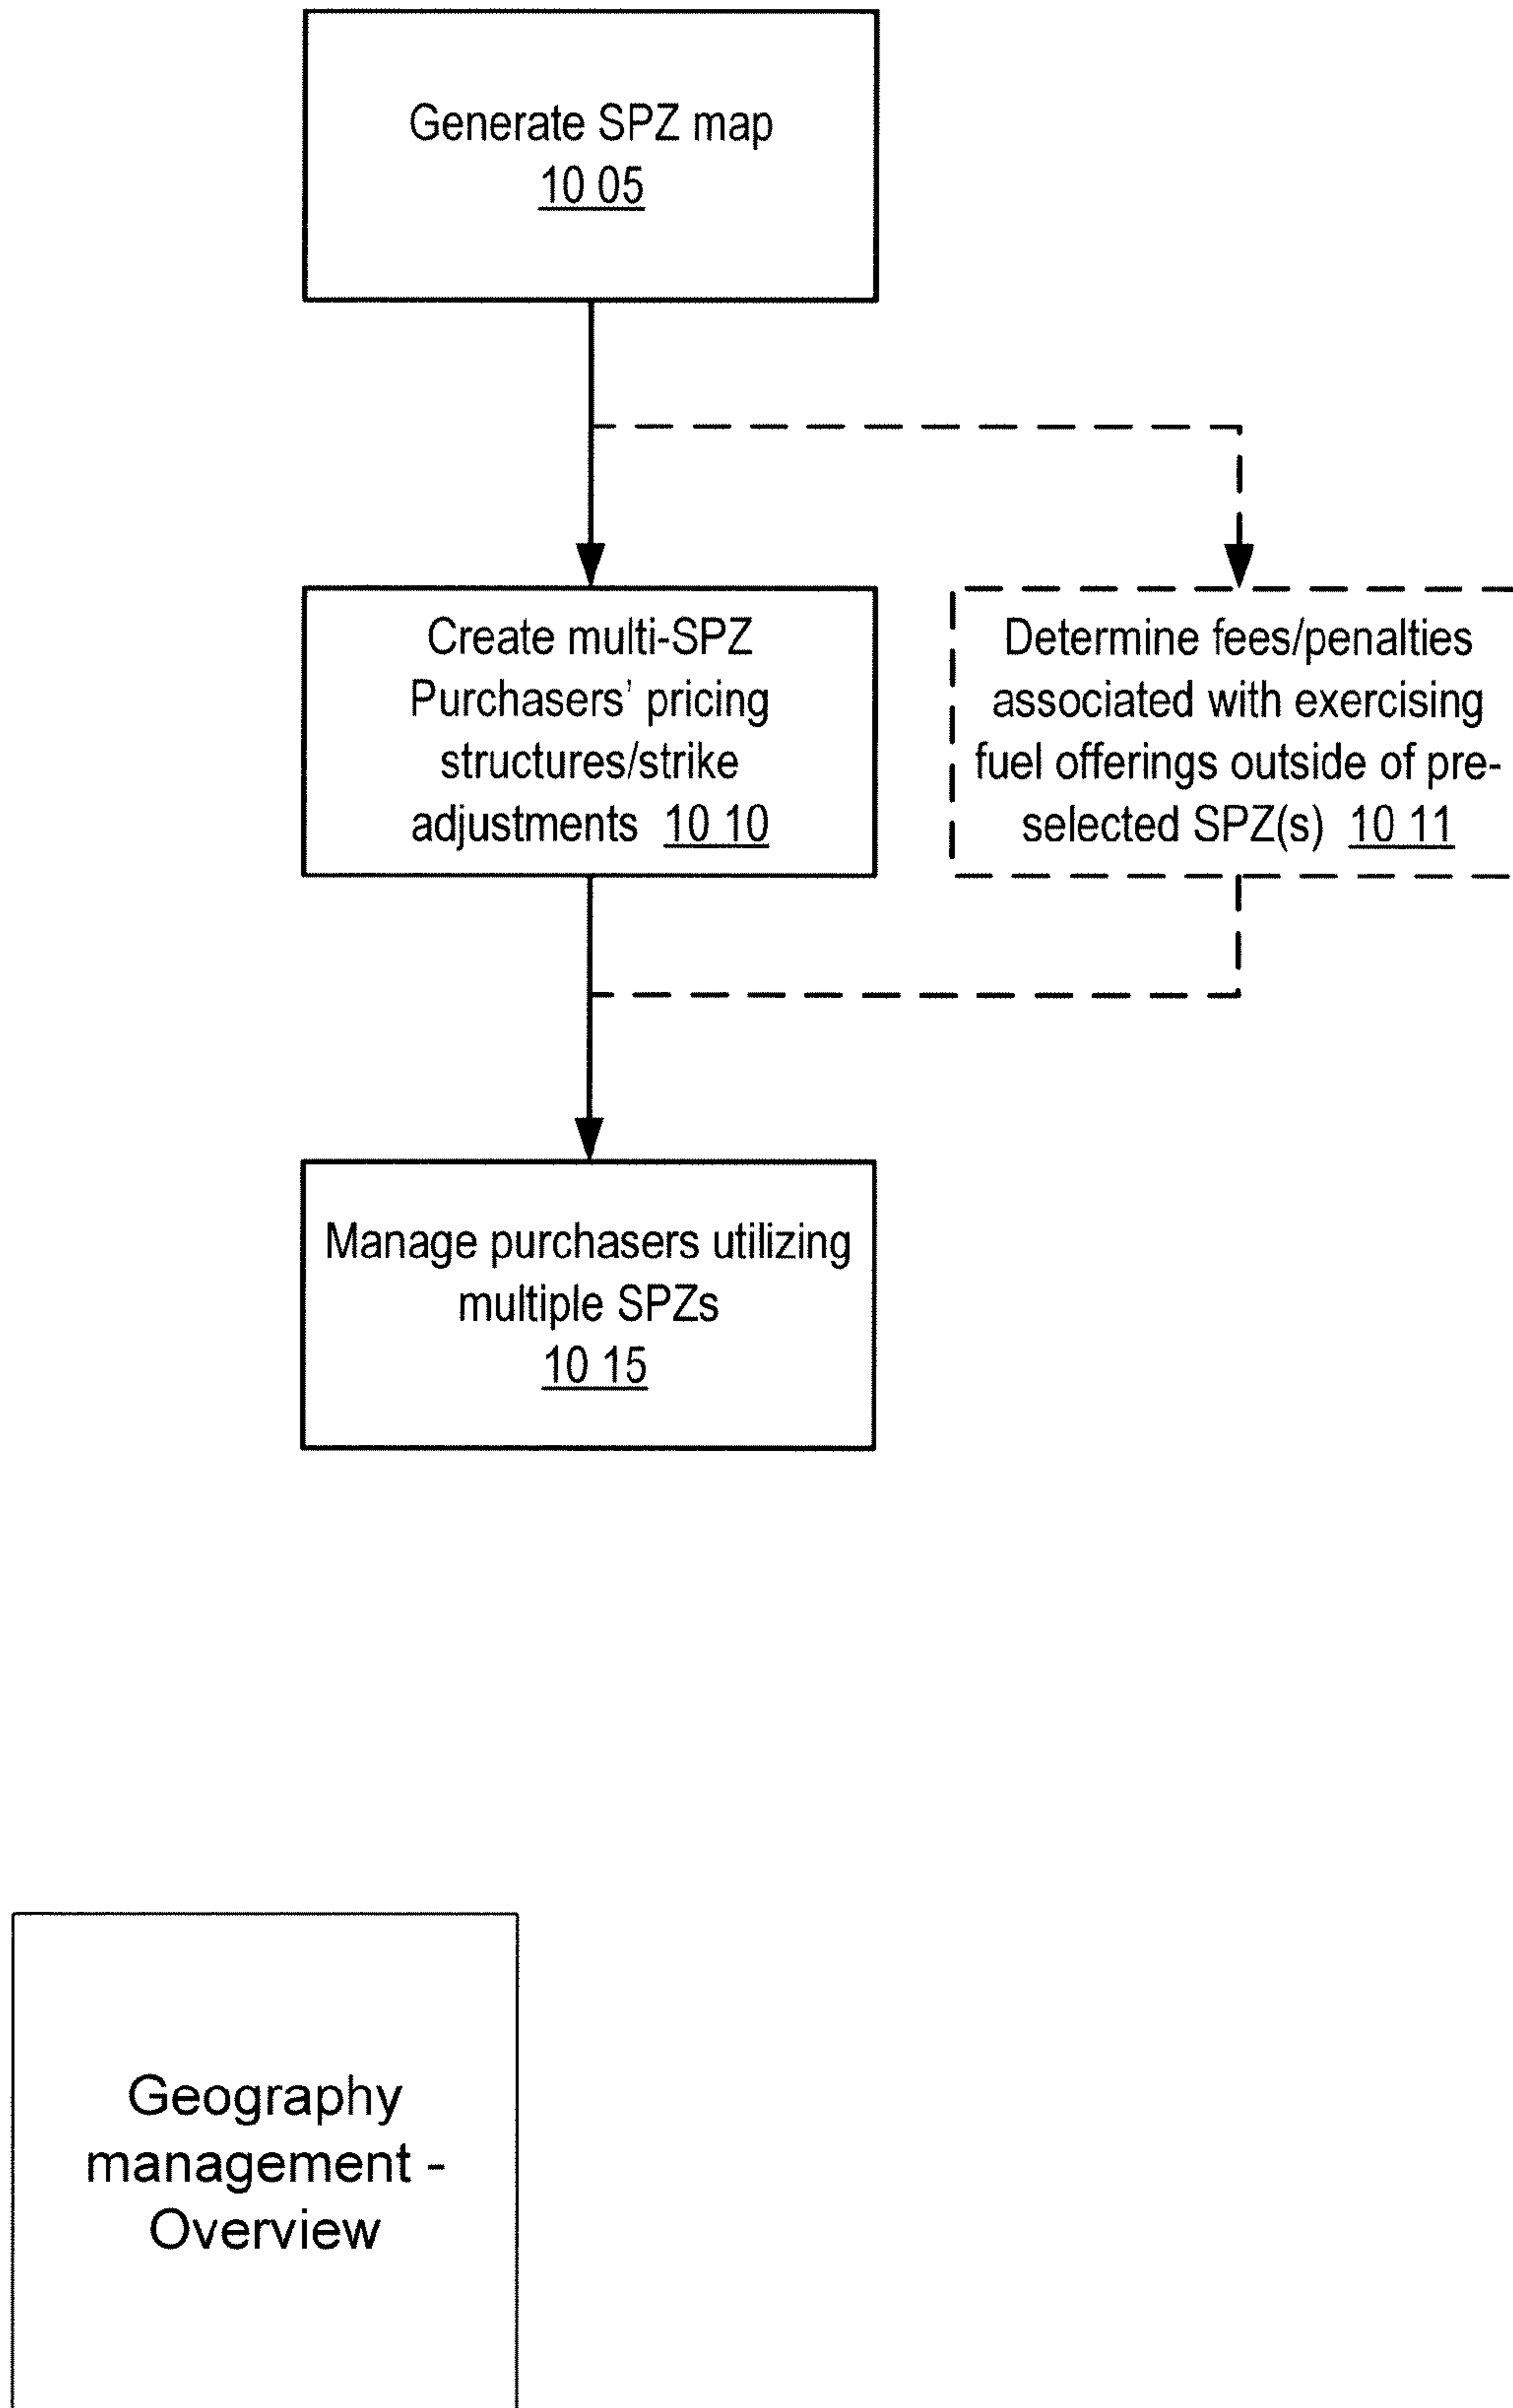 Generate SPZ map
10 05
Create multi-SPZ
Purchasers' pricing
structures/strike
adjustments 10 10
Determine fees/penalties
associated with exercising
fuel offerings outside of pre-
selected SPZ(s) 10 11
Manage purchasers utilizing
multiple SPZs
10 15
Geography
management -
Overview